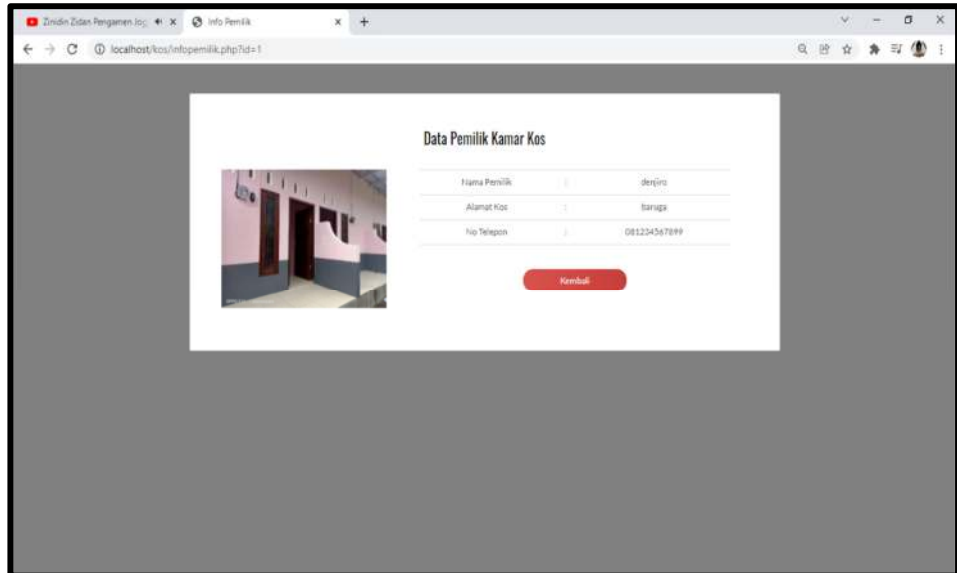 Zinidin Zidan Pengamen Jog
Info Pemilik
localhost/kos/infopemilik.php?id=1
Data Pemilik Kamar Kos
Nama Pemilik : denjiro
Alamat Kos : baruga
No Telepon : 081234567899
Kembali